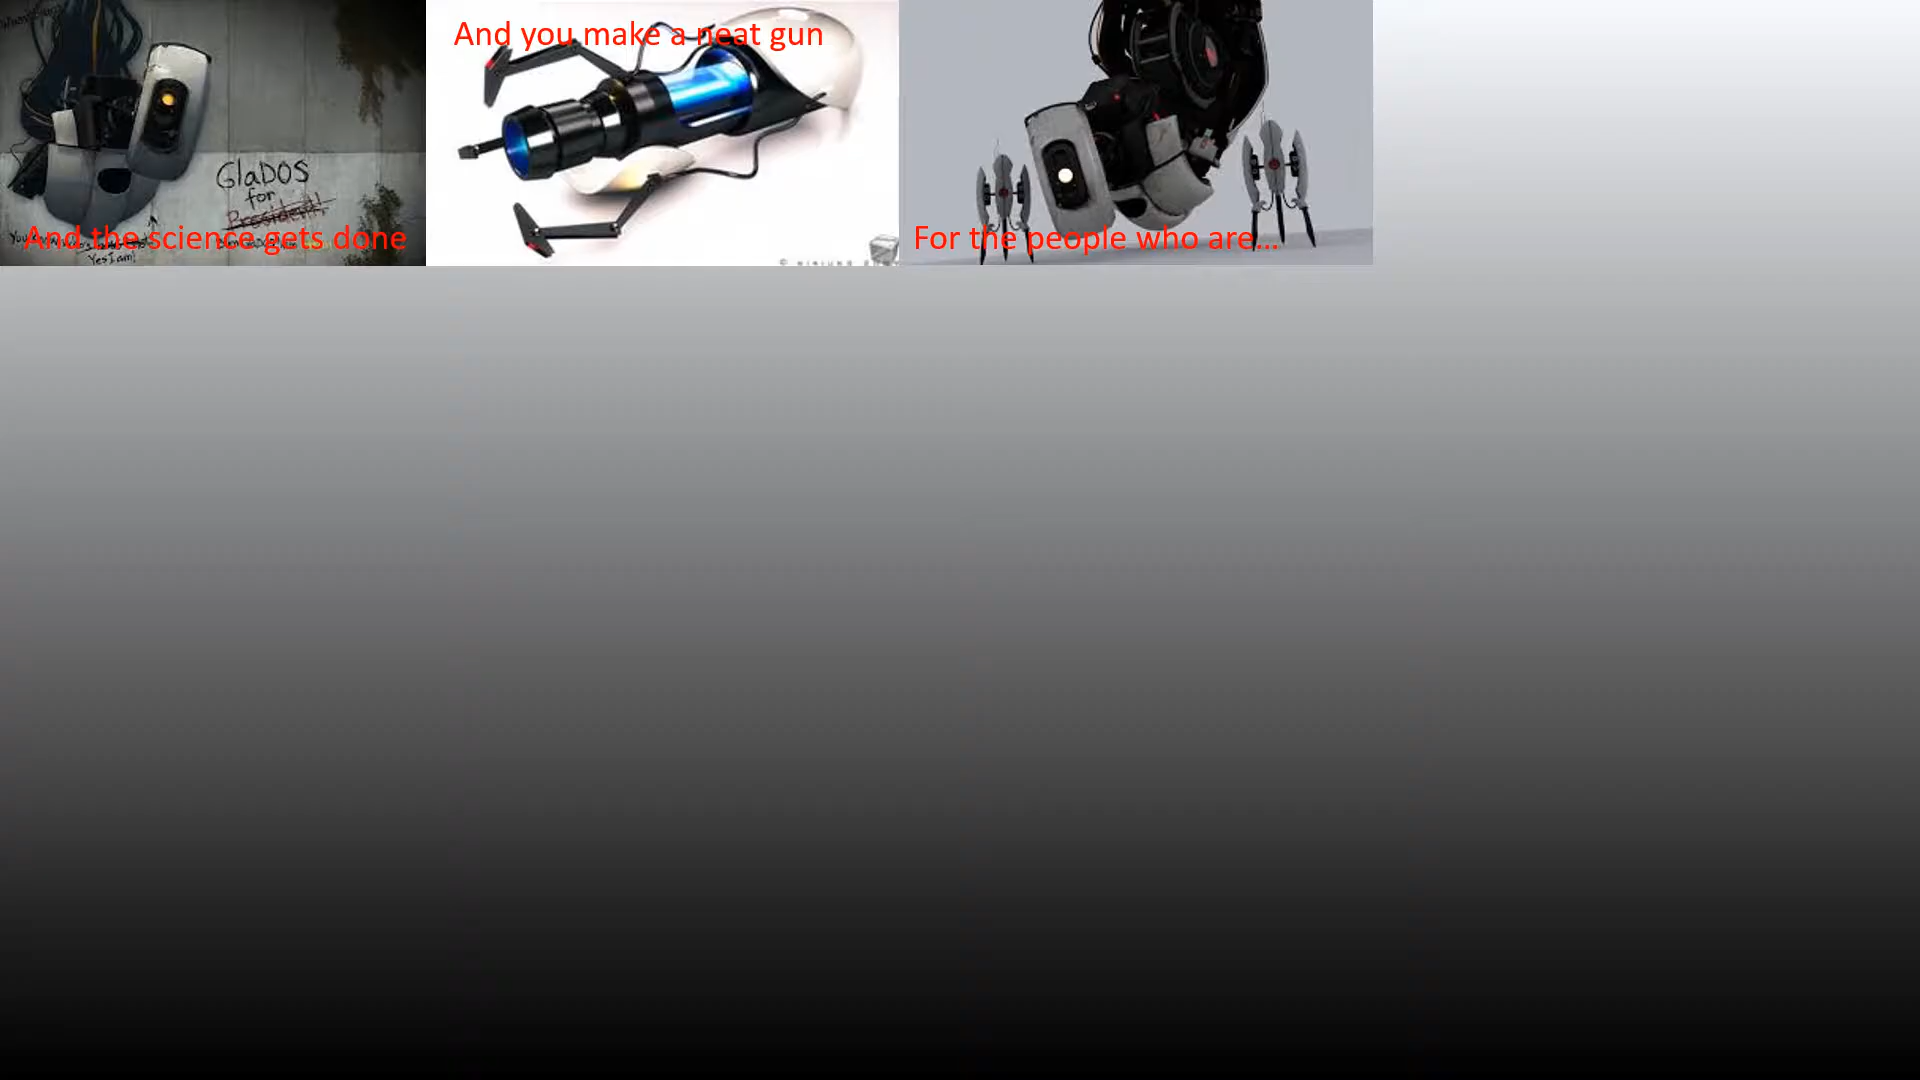 GlaDOS
for
President!
And the science gets done
Yes I am!
And you make a neat gun
For the people who are...